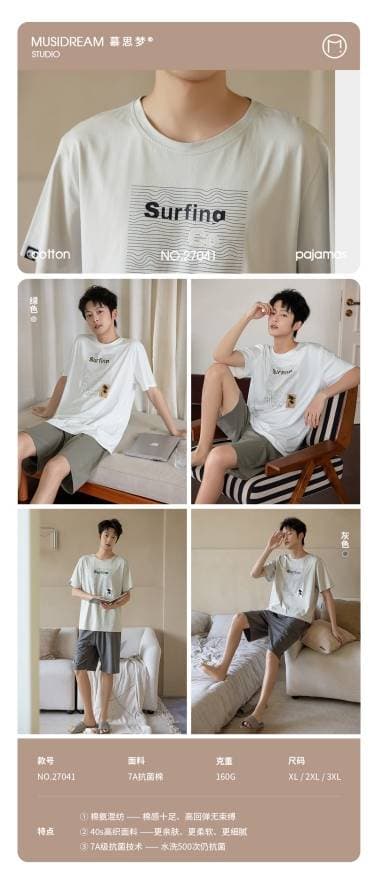 MUSIDREAM 慕思梦®
STUDIO
M
Surfing
cotton
NO.27041
pajamas
绿色
Surfing
Surfing
Surfing
灰色
Surfing
款号 面料 克重 尺码
NO.27041 7A抗菌棉 160G XL / 2XL / 3XL
特点
① 棉氨混纺 —— 棉感十足、高回弹无束缚
② 40s高织面料 ——更亲肤、更柔软、更细腻
③ 7A级抗菌技术 —— 水洗500次仍抗菌